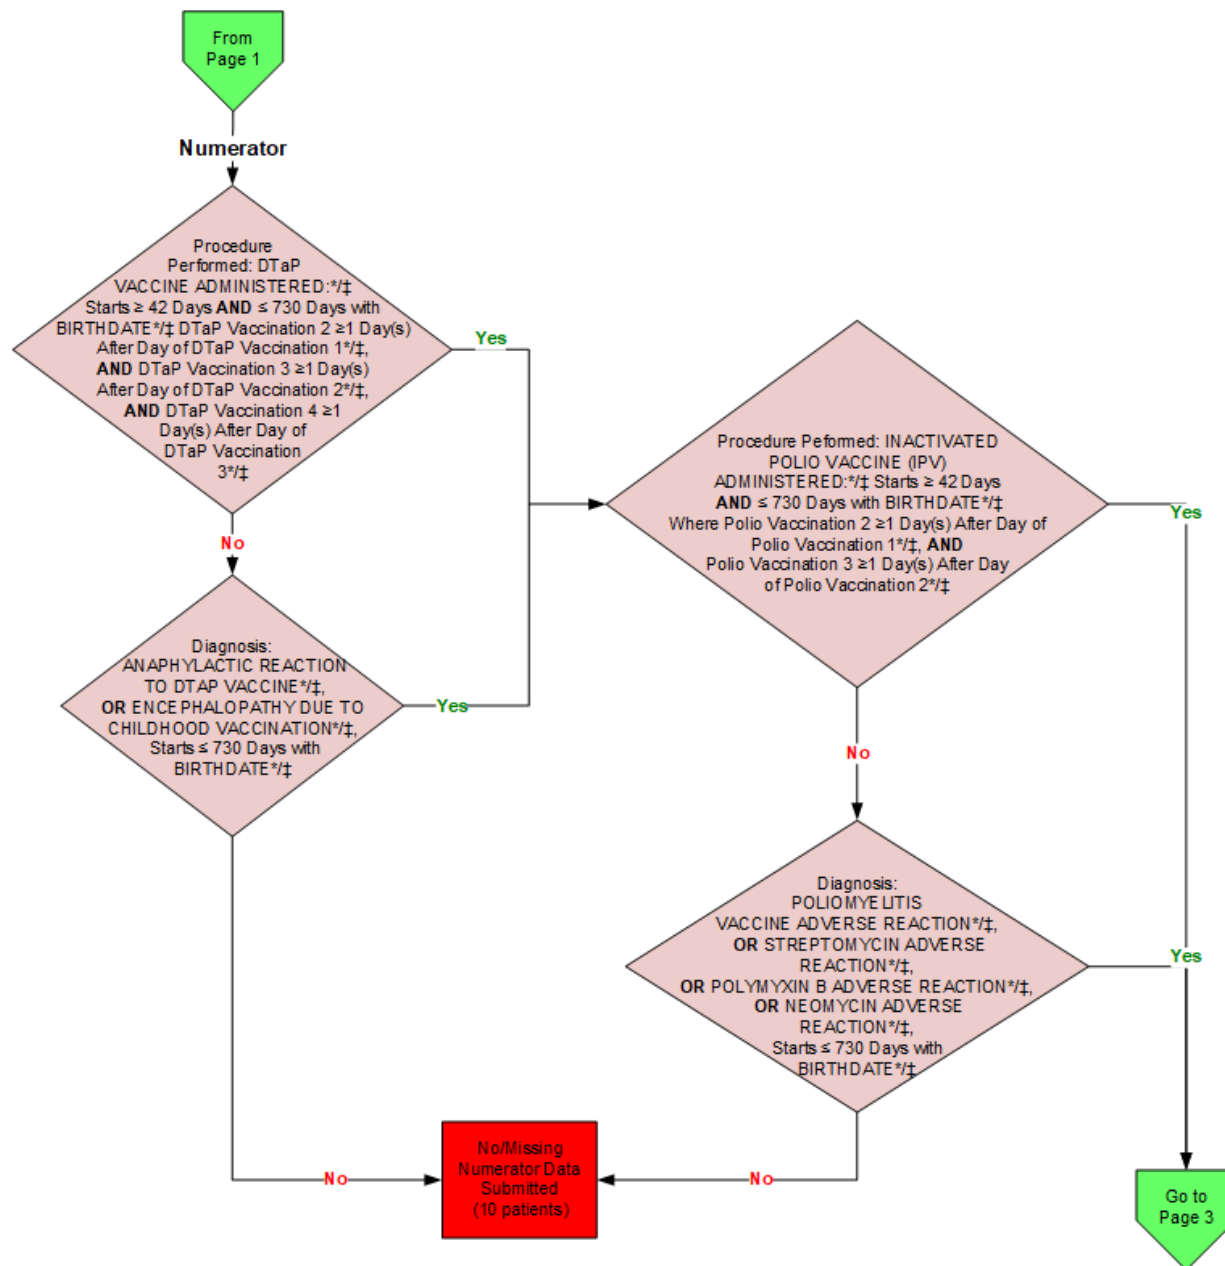 From
Page 1
Numerator
Procedure
Performed: DTaP
VACCINE ADMINISTERED:*/‡
Starts ≥ 42 Days AND ≤ 730 Days with
BIRTHDATE*/‡ DTaP Vaccination 2 ≥1 Day(s)
After Day of DTaP Vaccination 1*/‡,
AND DTaP Vaccination 3 ≥1 Day(s)
After Day of DTaP Vaccination 2*/‡,
AND DTaP Vaccination 4 ≥1
Day(s) After Day of
DTaP Vaccination
3*/‡
Yes
No
Diagnosis:
ANAPHYLACTIC REACTION
TO DTAP VACCINE*/‡,
OR ENCEPHALOPATHY DUE TO
CHILDHOOD VACCINATION*/‡,
Starts ≤ 730 Days with
BIRTHDATE*/‡
Yes
Procedure Peformed: INACTIVATED
POLIO VACCINE (IPV)
ADMINISTERED:*/‡ Starts ≥ 42 Days
AND ≤ 730 Days with BIRTHDATE*/‡
Where Polio Vaccination 2 ≥1 Day(s) After Day of
Polio Vaccination 1*/‡, AND
Polio Vaccination 3 ≥1 Day(s) After Day
of Polio Vaccination 2*/‡
Yes
No
Diagnosis:
POLIOMYELITIS
VACCINE ADVERSE REACTION*/‡,
OR STREPTOMYCIN ADVERSE
REACTION*/‡,
OR POLYMYXIN B ADVERSE REACTION*/‡,
OR NEOMYCIN ADVERSE
REACTION*/‡,
Starts ≤ 730 Days with
BIRTHDATE*/‡
Yes
No
No/Missing
Numerator Data
Submitted
(10 patients)
No
Go to
Page 3